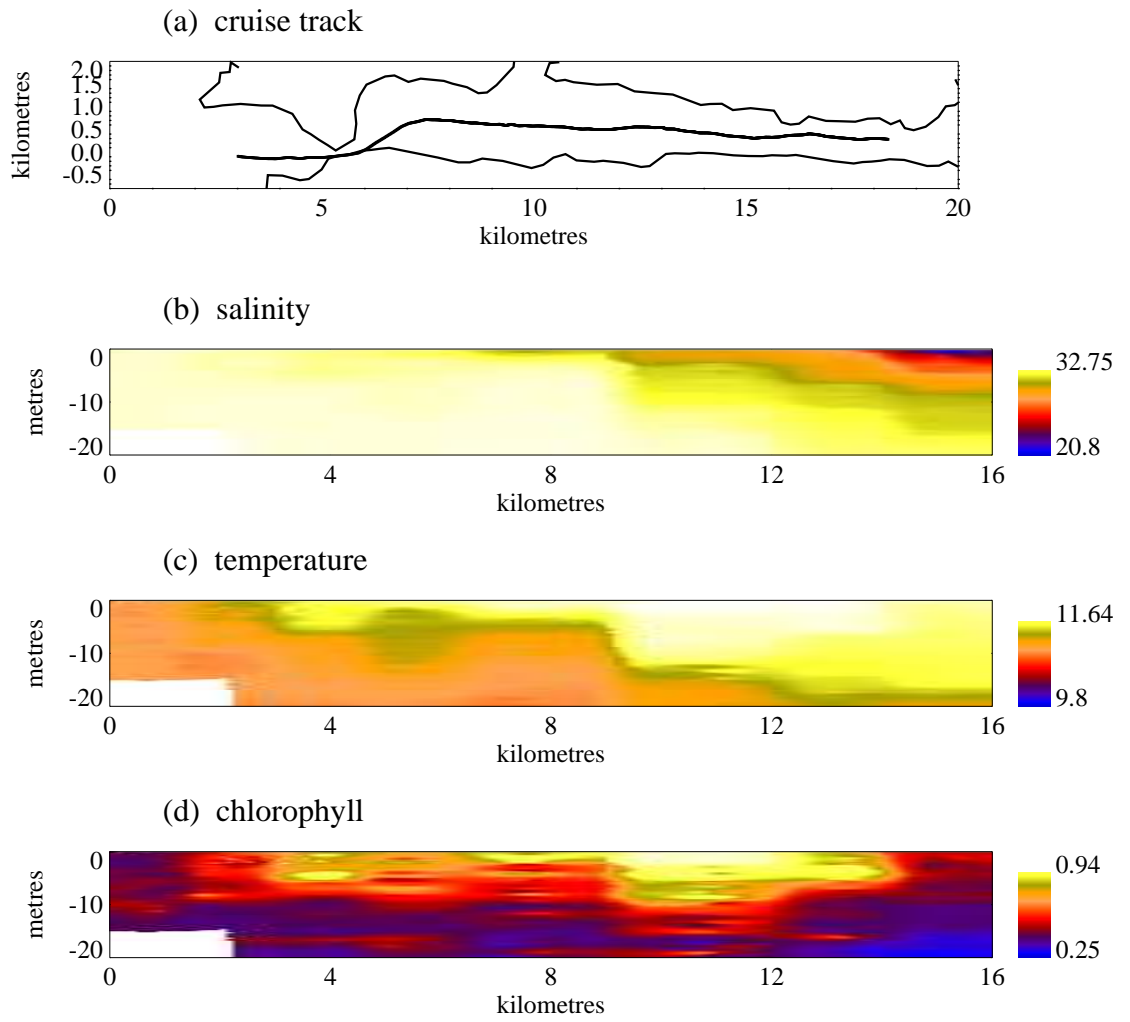 (a) cruise track
kilometres
2.0
1.5
1.0
0.5
0.0
-0.5
0 5 10 15 20
kilometres
(b) salinity
metres
0
-10
-20
0 4 8 12 16
kilometres
32.75
20.8
(c) temperature
metres
0
-10
-20
0 4 8 12 16
kilometres
11.64
9.8
(d) chlorophyll
metres
0
-10
-20
0 4 8 12 16
kilometres
0.94
0.25